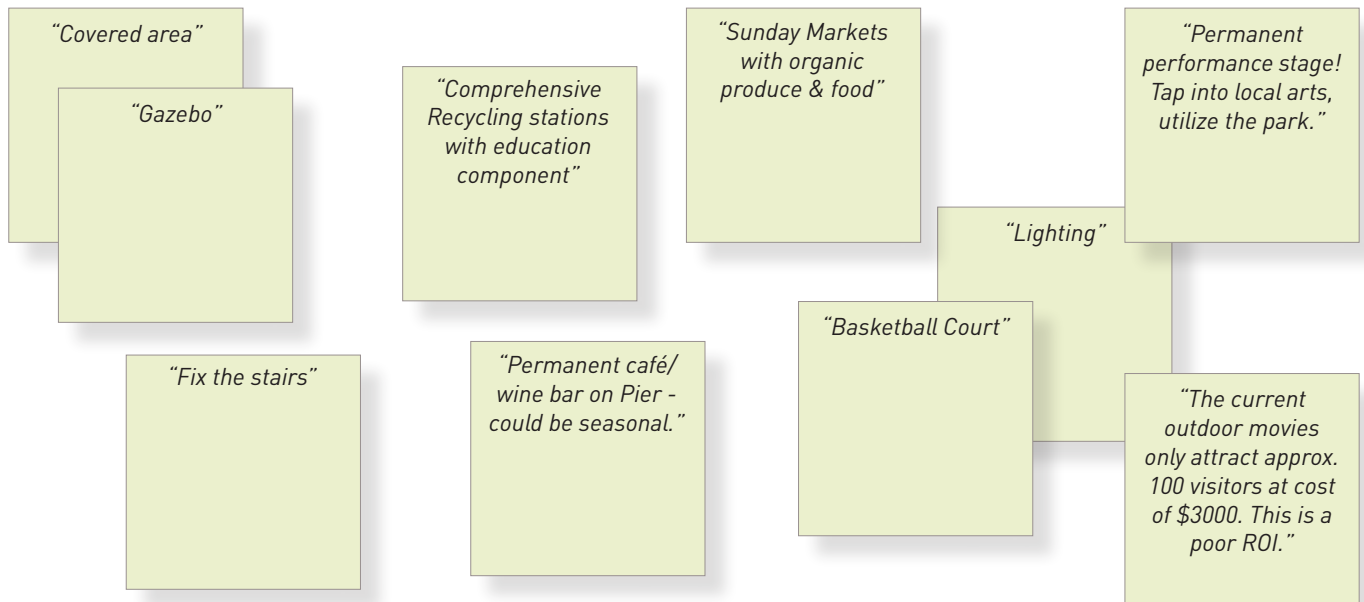 “Covered area”
“Gazebo”
“Comprehensive
Recycling stations
with education
component”
“Sunday Markets
with organic
produce & food”
“Permanent
performance stage!
Tap into local arts,
utilize the park.”
“Lighting”
“Basketball Court”
“Fix the stairs”
“Permanent café/
wine bar on Pier -
could be seasonal.”
“The current
outdoor movies
only attract approx.
100 visitors at cost
of $3000. This is a
poor ROI.”